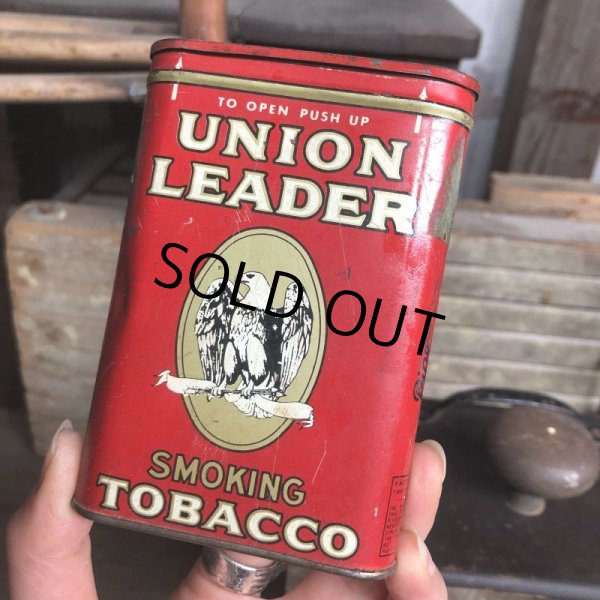 TO OPEN PUSH UP
UNION
LEADER
SOLD OUT
SMOKING
TOBACCO